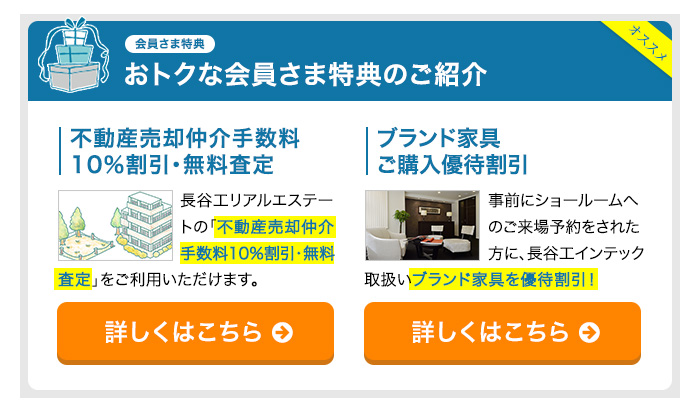 会員さま特典
おトクな会員さま特典のご紹介
オススメ
不動産売却仲介手数料
10%割引・無料査定
長谷工リアルエステー
トの「不動産売却仲介
手数料10%割引・無料
査定」をご利用いただけます。
詳しくはこちら
ブランド家具
ご購入優待割引
事前にショールームへ
のご来場予約をされた
方に、長谷工インテック
取扱いブランド家具を優待割引！
詳しくはこちら